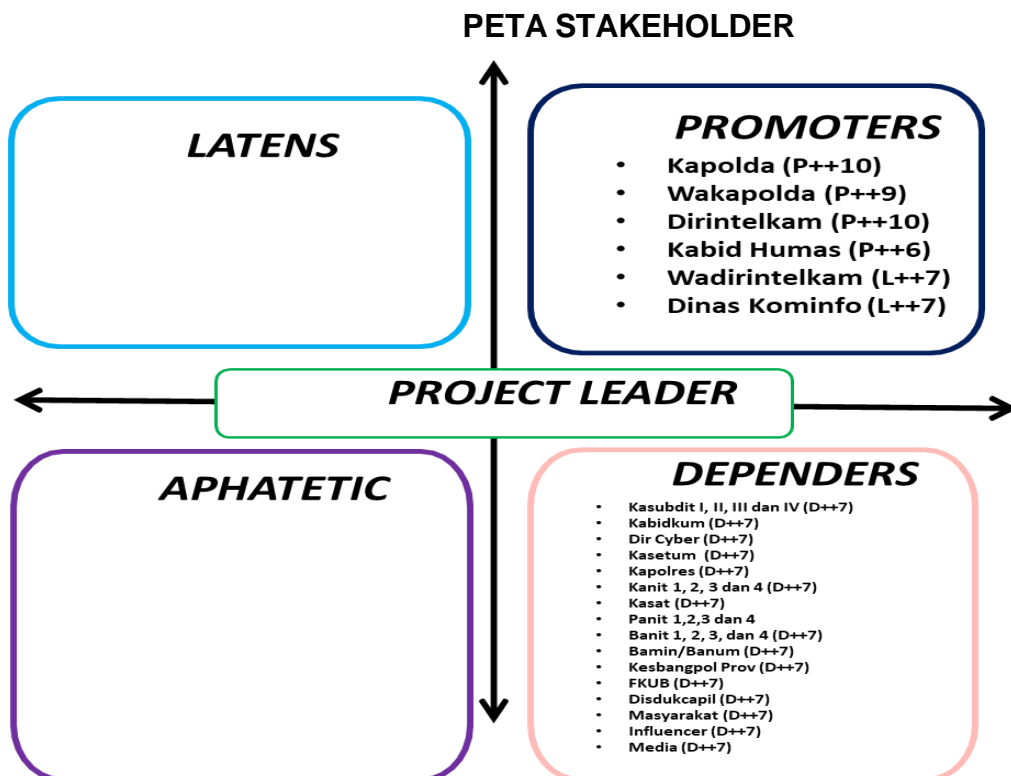 PETA STAKEHOLDER
LATENS
PROMOTERS
• Kapolda (P++10)
• Wakapolda (P++9)
• Dirintelkam (P++10)
• Kabid Humas (P++6)
• Wadirintelkam (L++7)
• Dinas Kominfo (L++7)
PROJECT LEADER
APHATETIC
DEPENDERS
• Kasubdit I, II, III dan IV (D++7)
• Kabidkum (D++7)
• Dir Cyber (D++7)
• Kasetum (D++7)
• Kapolres (D++7)
• Kanit 1, 2, 3 dan 4 (D++7)
• Kasat (D++7)
• Panit 1,2,3 dan 4
• Banit 1, 2, 3, dan 4 (D++7)
• Bamin/Banum (D++7)
• Kesbangpol Prov (D++7)
• FKUB (D++7)
• Disdukcapil (D++7)
• Masyarakat (D++7)
• Influencer (D++7)
• Media (D++7)